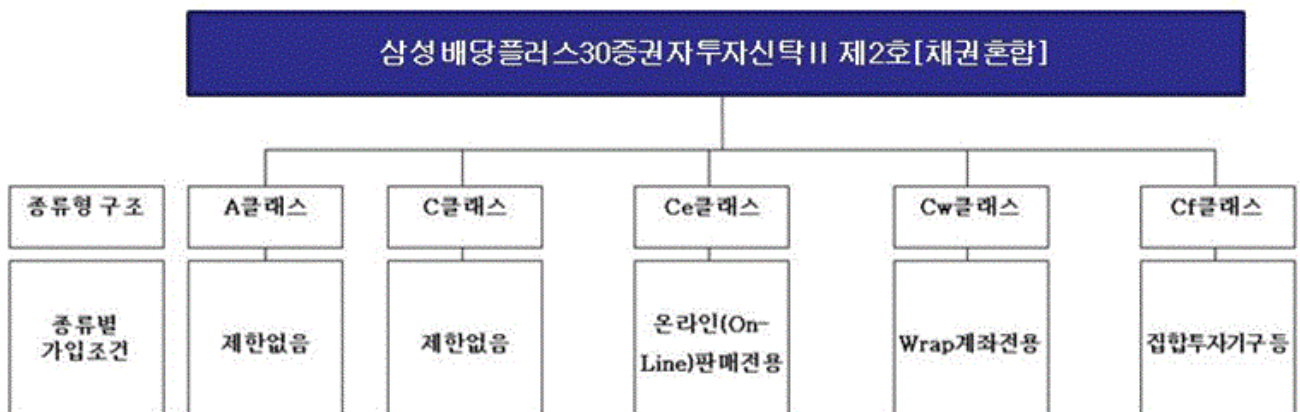 삼성배당플러스30증권자투자신탁II 제2호[채권혼합]
종류형 구조
A클래스
C클래스
Ce클래스
Cw클래스
Cf클래스
종류별
가입조건
제한없음
제한없음
온라인(On-
Line)판매전용
Wrap계좌전용
집합투자기구 등